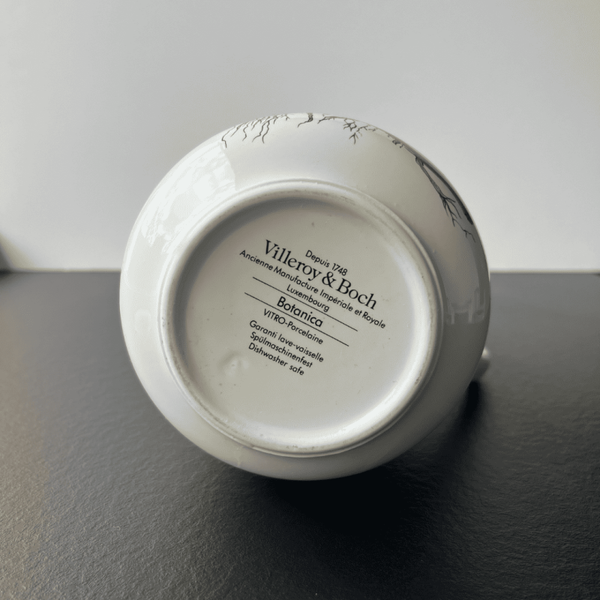 Depuis 1748
Villeroy & Boch
Ancienne Manufacture Impériale et Royale
Luxembourg
Botanica
VITRO-Porcelaine
Garanti lave-vaisselle
Spülmaschinenfest
Dishwasher safe